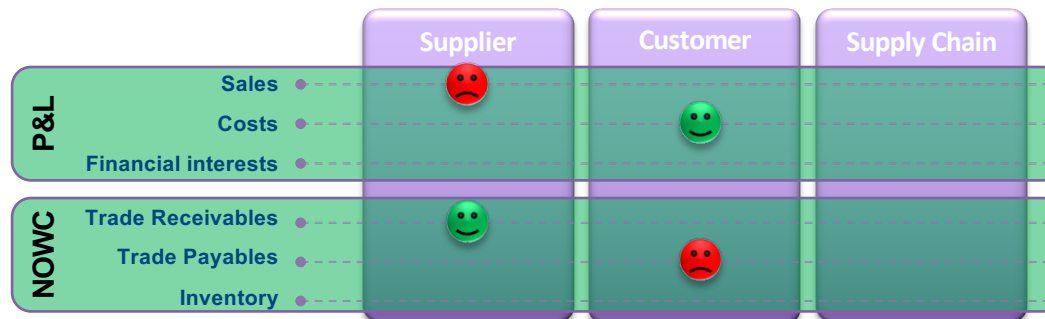 Supplier Customer Supply Chain
P&L
Sales
Costs
Financial interests
NOWC
Trade Receivables
Trade Payables
Inventory